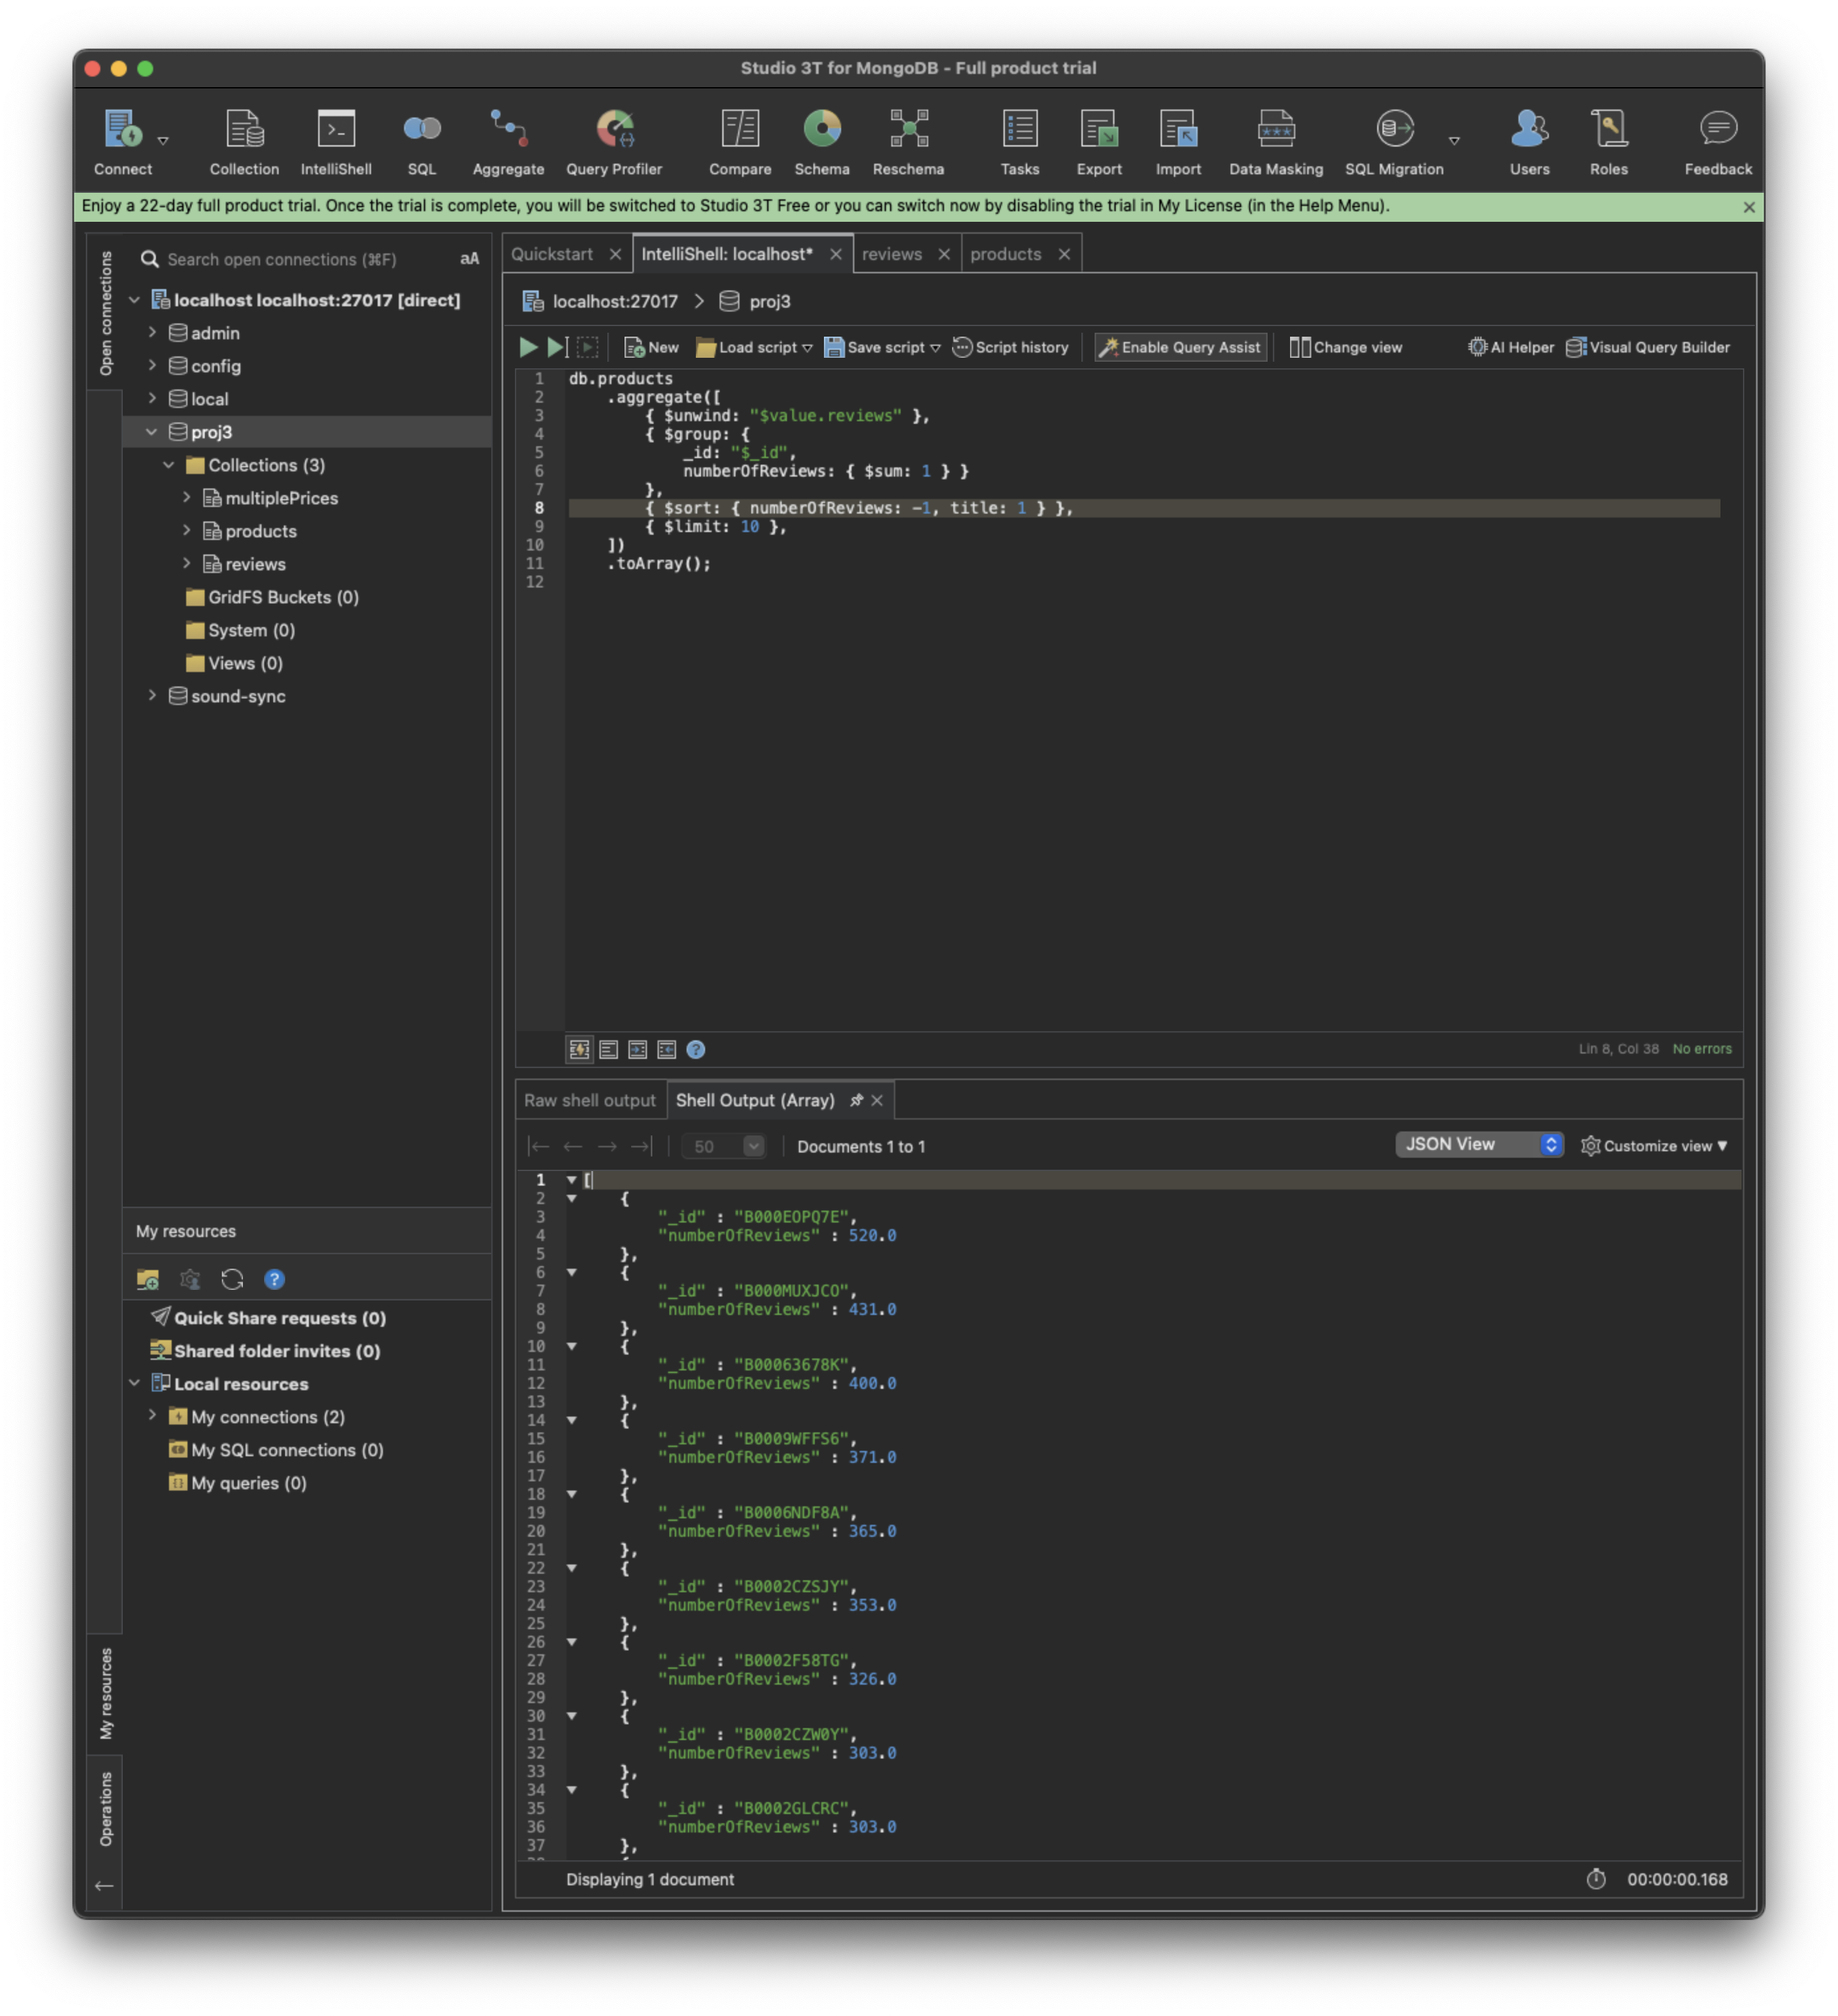 Studio 3T for MongoDB - Full product trial
Connect
Collection
IntelliShell
SQL
Aggregate
Query Profiler
Compare
Schema
Reschema
Tasks
Export
Import
Data Masking
SQL Migration
Users
Roles
Feedback
Enjoy a 22-day full product trial. Once the trial is complete, you will be switched to Studio 3T Free or you can switch now by disabling the trial in My License (in the Help Menu).
Open connections
Search open connections (⌘F) aA
localhost localhost:27017 [direct]
admin
config
local
proj3
Collections (3)
multiplePrices
products
reviews
GridFS Buckets (0)
System (0)
Views (0)
sound-sync
My resources
Quick Share requests (0)
Shared folder invites (0)
Local resources
My connections (2)
My SQL connections (0)
My queries (0)
My resources
Operations
Quickstart
IntelliShell: localhost*
reviews
products
localhost:27017 > proj3
New
Load script
Save script
Script history
Enable Query Assist
Change view
AI Helper
Visual Query Builder
1 db.products
2 .aggregate([
3 { $unwind: "$value.reviews" },
4 { $group: {
5 _id: "$_id",
6 numberOfReviews: { $sum: 1 } }
7 },
8 { $sort: { numberOfReviews: -1, title: 1 } },
9 { $limit: 10 },
10 ])
11 .toArray();
12
Lin 8, Col 38 No errors
Raw shell output
Shell Output (Array)
50
Documents 1 to 1
JSON View
Customize view
1 [
2 {
3 "_id" : "B000EOPQ7E",
4 "numberOfReviews" : 520.0
5 },
6 {
7 "_id" : "B000MUXJCO",
8 "numberOfReviews" : 431.0
9 },
10 {
11 "_id" : "B00063678K",
12 "numberOfReviews" : 400.0
13 },
14 {
15 "_id" : "B0009WFFS6",
16 "numberOfReviews" : 371.0
17 },
18 {
19 "_id" : "B0006NDF8A",
20 "numberOfReviews" : 365.0
21 },
22 {
23 "_id" : "B0002CZSJY",
24 "numberOfReviews" : 353.0
25 },
26 {
27 "_id" : "B0002F58TG",
28 "numberOfReviews" : 326.0
29 },
30 {
31 "_id" : "B0002CZW0Y",
32 "numberOfReviews" : 303.0
33 },
34 {
35 "_id" : "B0002GLCRC",
36 "numberOfReviews" : 303.0
37 },
Displaying 1 document
00:00:00.168